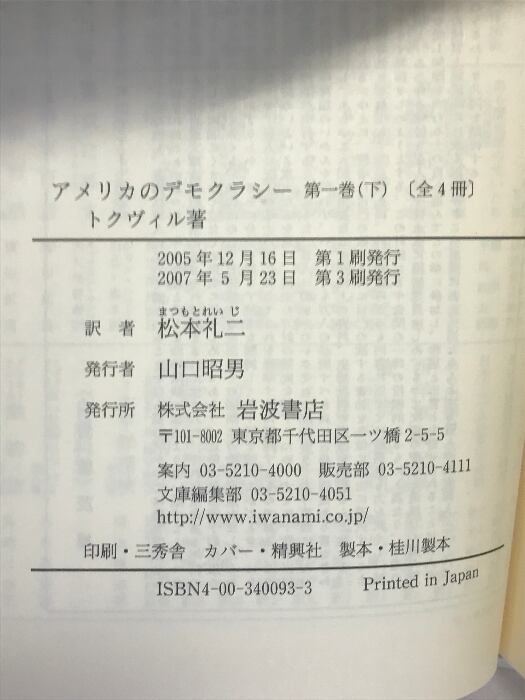 アメリカのデモクラシー 第一巻(下) 〔全4冊〕
トクヴィル著
2005年12月16日 第1刷発行
2007年5月23日 第3刷発行
まつもとれいじ
訳者 松本礼二
発行者 山口昭男
発行所 株式会社 岩波書店
〒101-8002 東京都千代田区一ツ橋2-5-5
案内 03-5210-4000 販売部 03-5210-4111
文庫編集部 03-5210-4051
http://www.iwanami.co.jp/
印刷・三秀舎 カバー・精興社 製本・桂川製本
ISBN4-00-340093-3 Printed in Japan